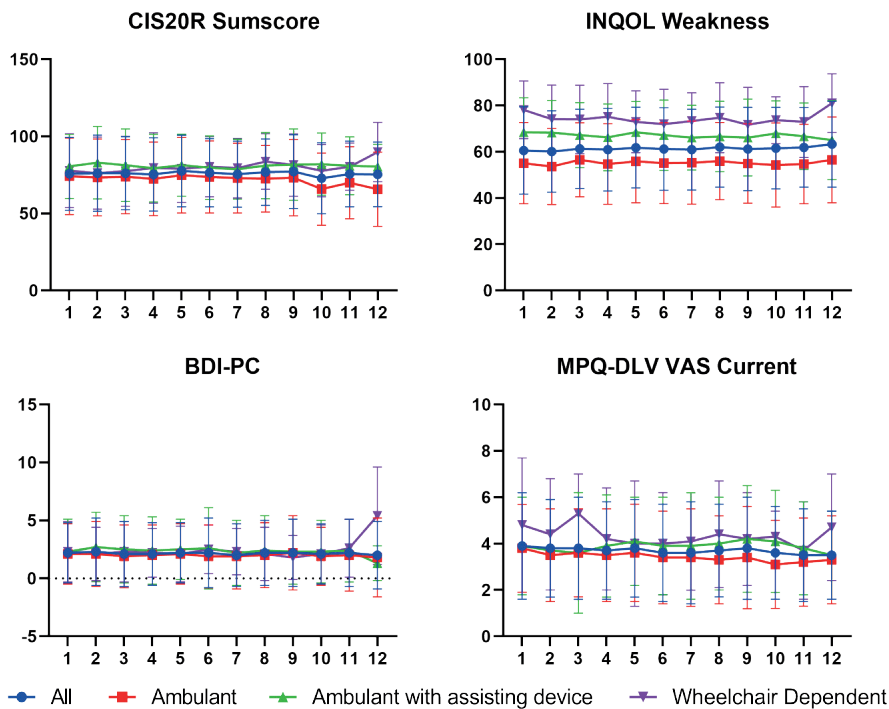 CIS20R Sumscore
150
100
50
0
1 2 3 4 5 6 7 8 9 10 11 12
INQOL Weakness
100
80
60
40
20
0
1 2 3 4 5 6 7 8 9 10 11 12
BDI-PC
15
10
5
0
-5
1 2 3 4 5 6 7 8 9 10 11 12
MPQ-DLV VAS Current
10
8
6
4
2
0
1 2 3 4 5 6 7 8 9 10 11 12
All Ambulant Ambulant with assisting device Wheelchair Dependent